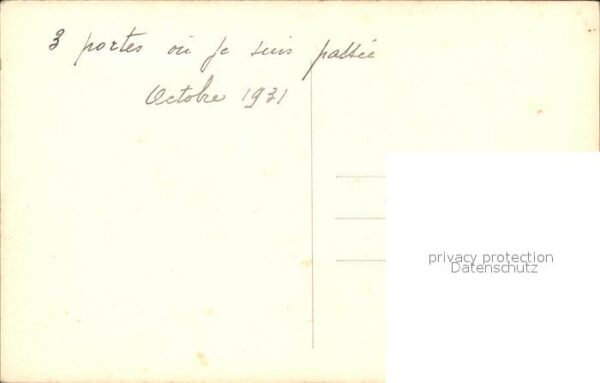 3 portes où je suis passée
Octobre 1931
privacy protection
Datenschutz